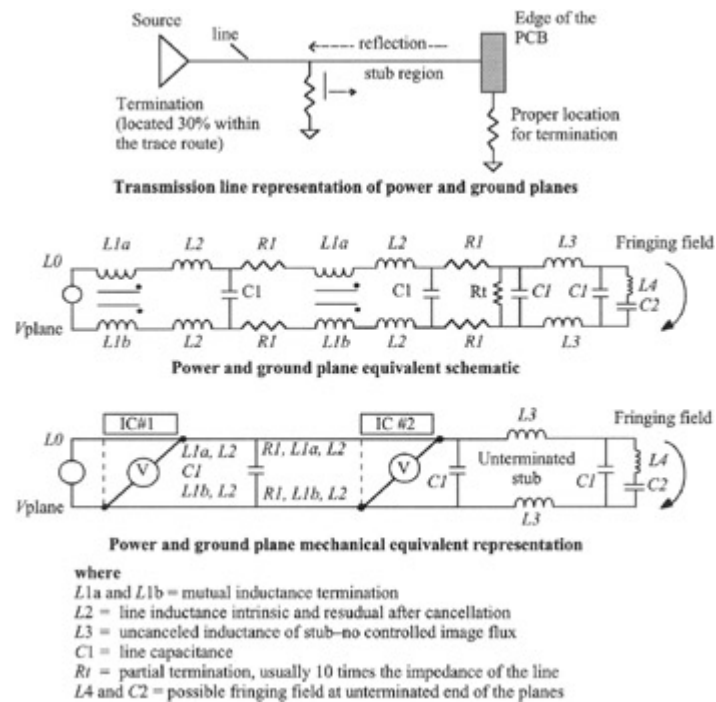 Source
line
reflection
stub region
Edge of the
PCB
Termination
(located 30% within
the trace route)
Proper location
for termination
Transmission line representation of power and ground planes
L1a L2 R1 L1a L2 R1 L3 Fringing field
L0
C1 C1 Rt C1 C1 L4
C2
Vplane
L1b L2 R1 L1b L2 R1 L3
Power and ground plane equivalent schematic
IC#1 IC #2 L3 Fringing field
L0
V L1a, L2 R1, L1a, L2 V Unterminated
C1 C1 stub C1 L4
C2
L1b, L2 R1, L1b, L2
Vplane
L3
Power and ground plane mechanical equivalent representation
where
L1a and L1b = mutual inductance termination
L2 = line inductance intrinsic and resudual after cancellation
L3 = uncanceled inductance of stub–no controlled image flux
C1 = line capacitance
Rt = partial termination, usually 10 times the impedance of the line
L4 and C2 = possible fringing field at unterminated end of the planes